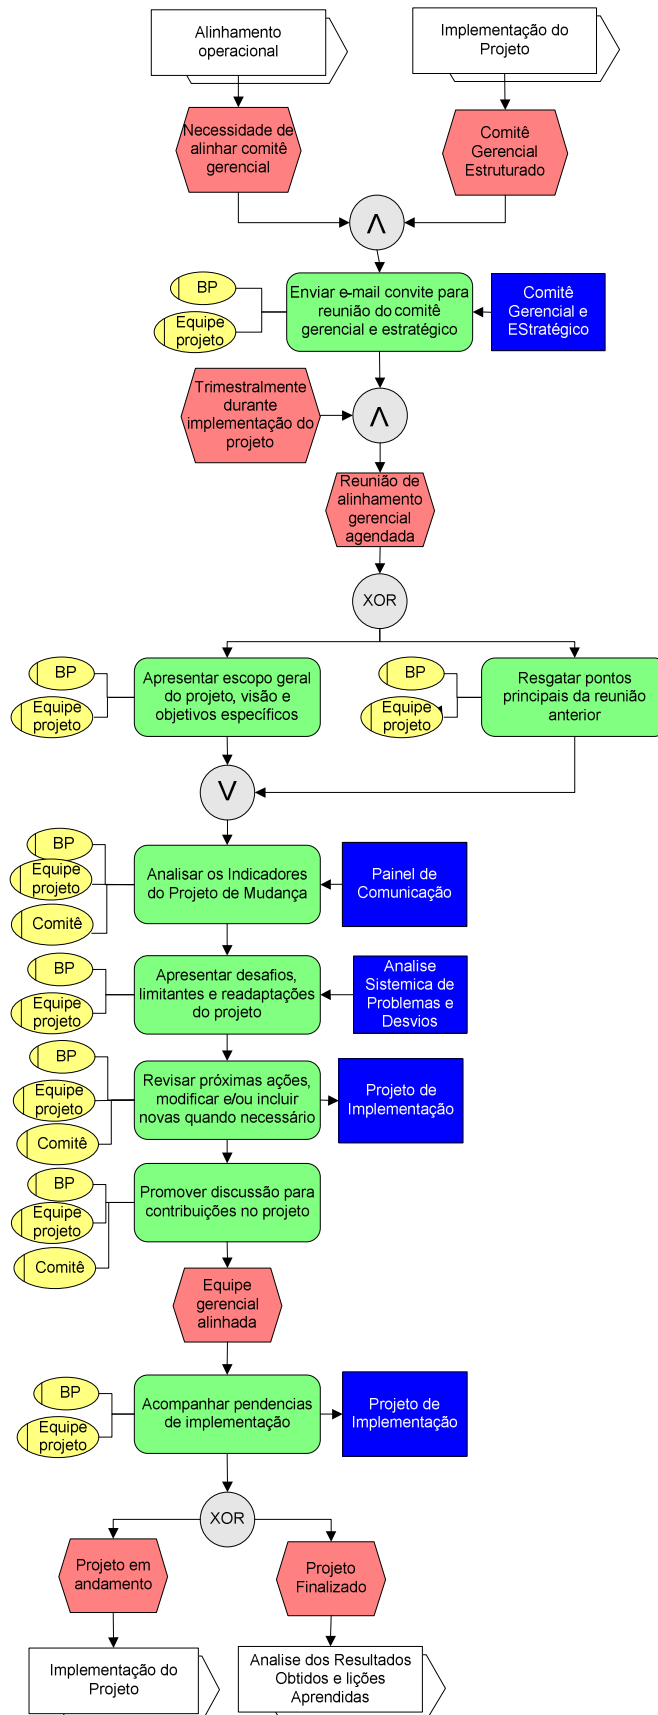 Alinhamento
operacional
Implementação do
Projeto
Necessidade de
alinhar comitê
gerencial
Comitê
Gerencial
Estruturado
Λ
BP
Equipe
projeto
Enviar e-mail convite para
reunião do comitê
gerencial e estratégico
Comitê
Gerencial e
EStratégico
Trimestralmente
durante
implementação do
projeto
Λ
Reunião de
alinhamento
gerencial
agendada
XOR
BP
Equipe
projeto
Apresentar escopo geral
do projeto, visão e
objetivos específicos
BP
Equipe
projeto
Resgatar pontos
principais da reunião
anterior
V
BP
Equipe
projeto
Comitê
Analisar os Indicadores
do Projeto de Mudança
Painel de
Comunicação
BP
Equipe
projeto
Apresentar desafios,
limitantes e readaptações
do projeto
Analise
Sistemica de
Problemas e
Desvios
BP
Equipe
projeto
Comitê
Revisar próximas ações,
modificar e/ou incluir
novas quando necessário
Projeto de
Implementação
BP
Equipe
projeto
Comitê
Promover discussão para
contribuições no projeto
Equipe
gerencial
alinhada
BP
Equipe
projeto
Acompanhar pendencias
de implementação
Projeto de
Implementação
XOR
Projeto em
andamento
Projeto
Finalizado
Implementação do
Projeto
Analise dos Resultados
Obtidos e lições
Aprendidas